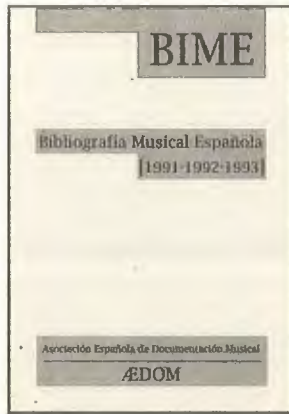 BIME
Bibliografía Musical Española
[1991-1992-1993]
Asociación Española de Documentación Musical
ÆDOM